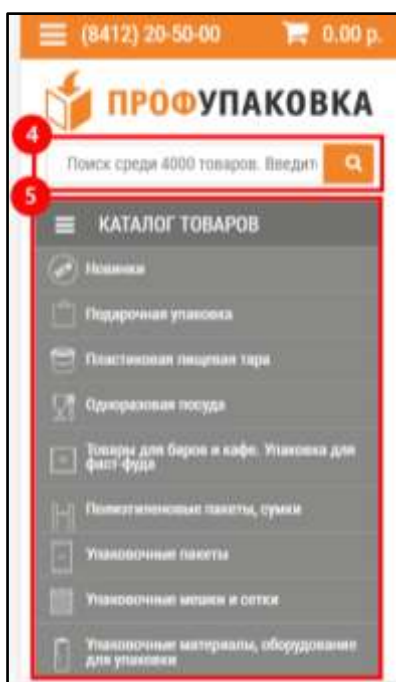 (8412) 20-50-00 0.00 р.
ПРОФУПАКОВКА
4
Поиск среди 4000 товаров. Введит
5
КАТАЛОГ ТОВАРОВ
Новинки
Подарочная упаковка
Пластиковая пищевая тара
Одноразовая посуда
Товары для баров и кафе. Упаковка для
фаст-фуда
Полиэтиленовые пакеты, сумки
Упаковочные пакеты
Упаковочные мешки и сетки
Упаковочные материалы, оборудование
для упаковки